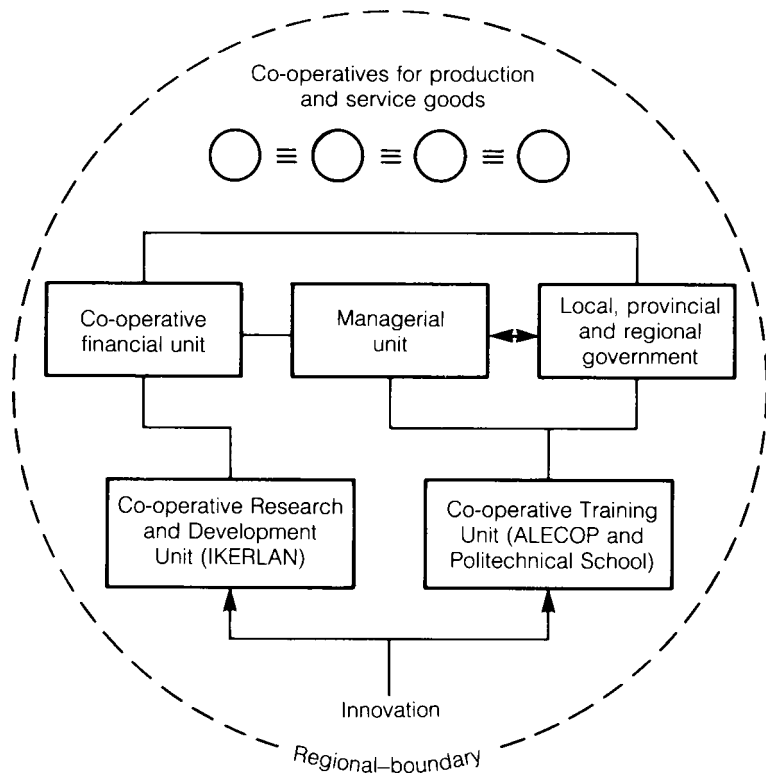 Co-operatives for production
and service goods
Co-operative
financial unit
Managerial
unit
Local, provincial
and regional
government
Co-operative Research
and Development
Unit (IKERLAN)
Co-operative Training
Unit (ALECOP and
Politechnical School)
Innovation
Regional–boundary